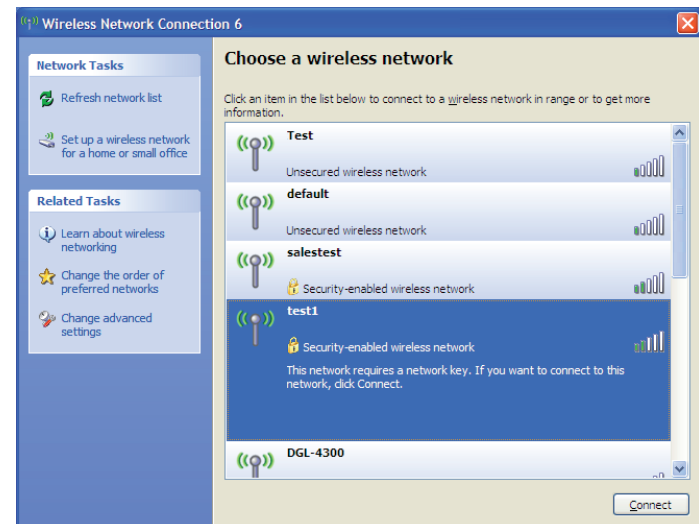 Wireless Network Connection 6
Network Tasks
Refresh network list
Set up a wireless network
for a home or small office
Related Tasks
Learn about wireless
networking
Change the order of
preferred networks
Change advanced
settings
Choose a wireless network
Click an item in the list below to connect to a wireless network in range or to get more
information.
Test
Unsecured wireless network
default
Unsecured wireless network
salestest
Security-enabled wireless network
test1
Security-enabled wireless network
This network requires a network key. If you want to connect to this
network, click Connect.
DGL-4300
Connect